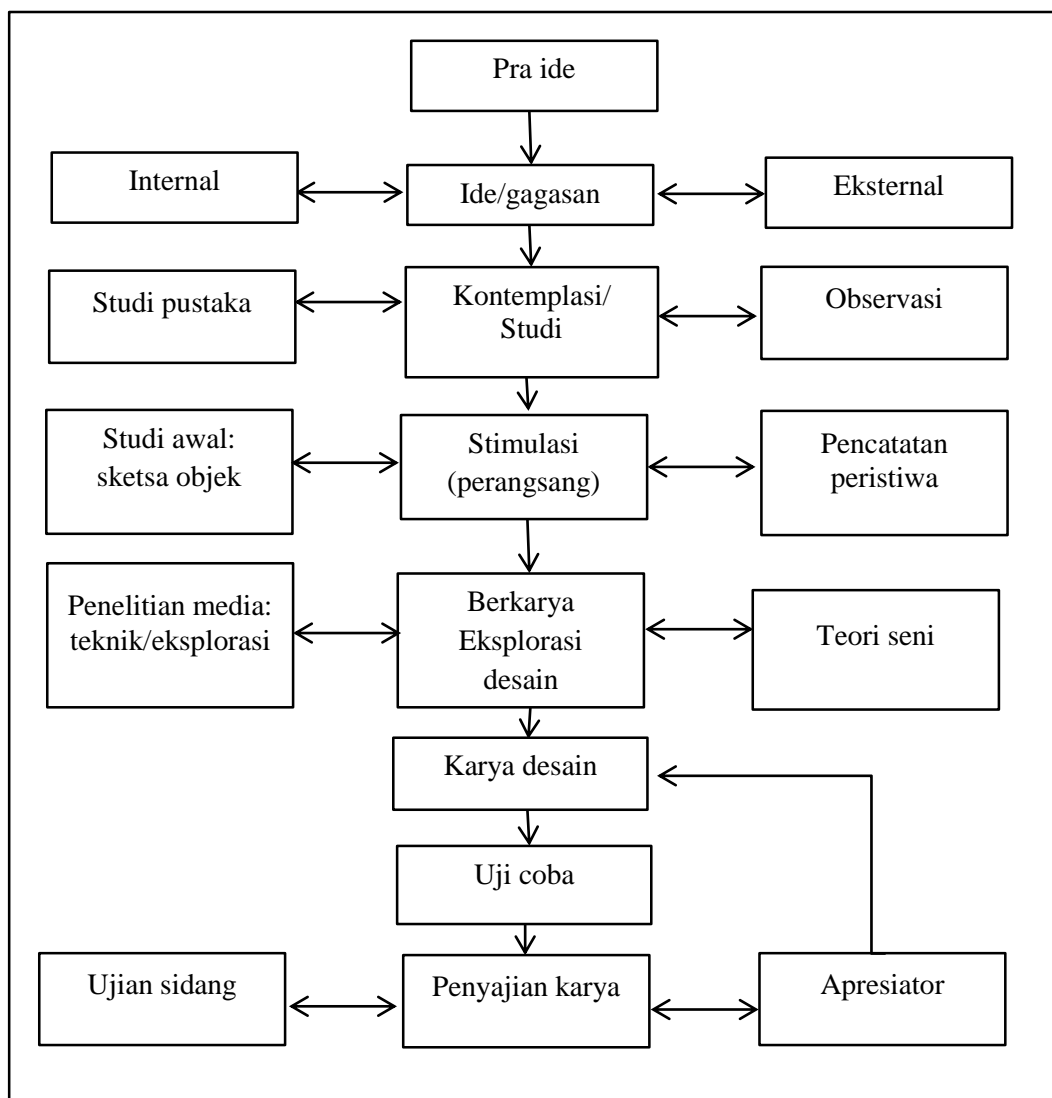 Pra ide
Internal
Ide/gagasan
Eksternal
Studi pustaka
Kontemplasi/
Studi
Observasi
Studi awal:
sketsa objek
Stimulasi
(perangsang)
Pencatatan
peristiwa
Penelitian media:
teknik/eksplorasi
Berkarya
Eksplorasi
desain
Teori seni
Karya desain
Uji coba
Ujian sidang
Penyajian karya
Apresiator